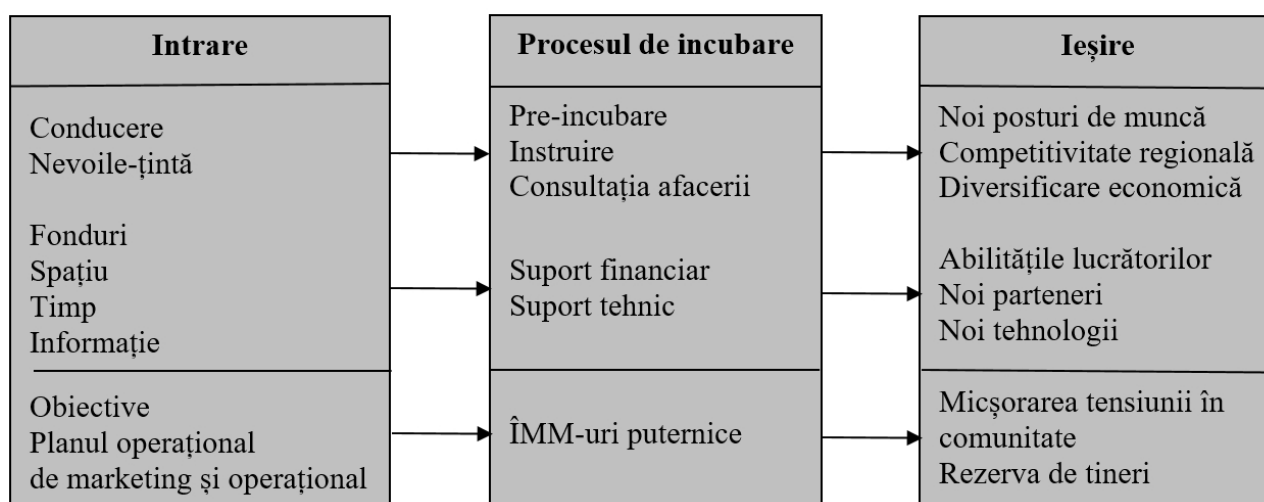 Intrare
Conducere
Nevoile-țintă
Fonduri
Spațiu
Timp
Informație
Obiective
Planul operațional
de marketing și operațional
Procesul de incubare
Pre-incubare
Instruire
Consultația afacerii
Suport financiar
Suport tehnic
ÎMM-uri puternice
Ieșire
Noi posturi de muncă
Competitivitate regională
Diversificare economică
Abilitățile lucrătorilor
Noi parteneri
Noi tehnologii
Micșorarea tensiunii în
comunitate
Rezerva de tineri